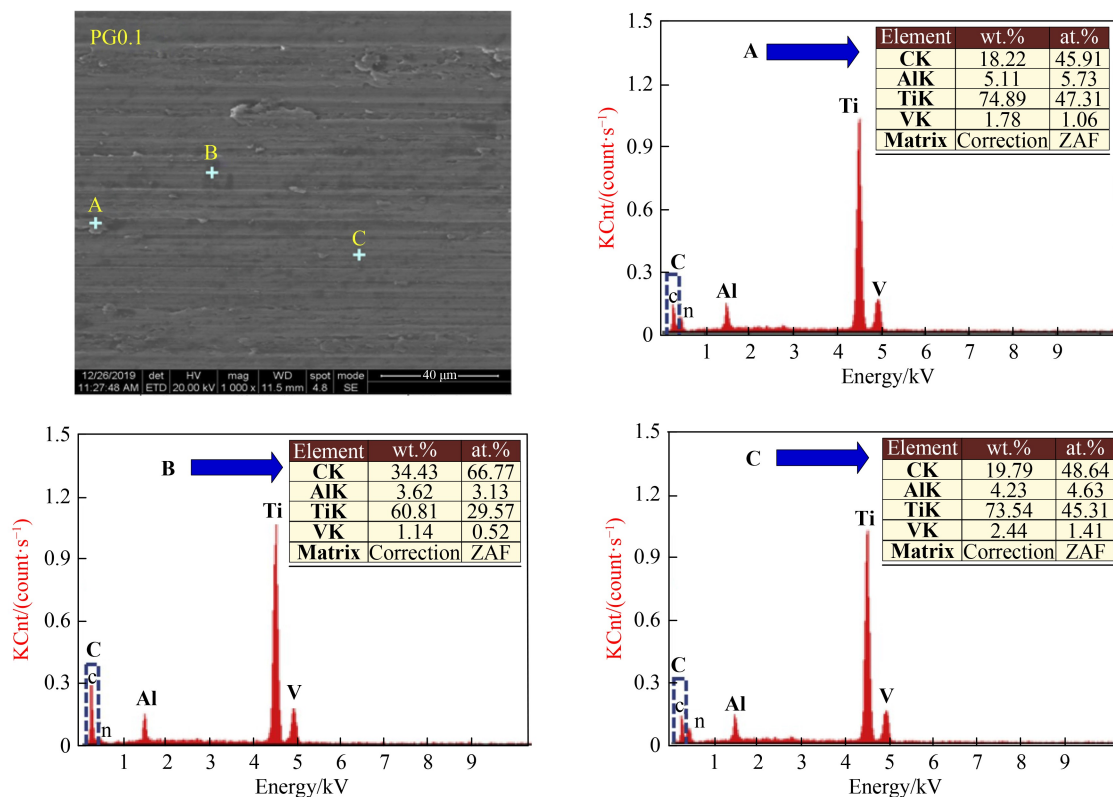 PG0.1
B
A
C
12/26/2019 det HV mag WD spot mode
11:27:48 AM ETD 20.00 kV 1 000 x 11.5 mm 4.8 SE
40 μm
A
Element wt.% at.%
CK 18.22 45.91
AlK 5.11 5.73
TiK 74.89 47.31
VK 1.78 1.06
Matrix Correction ZAF
KCnt/(count·s⁻¹)
1.5
1.2
0.9
0.6
0.3
0
Ti
C
c
n
Al
V
1 2 3 4 5 6 7 8 9
Energy/kV
B
Element wt.% at.%
CK 34.43 66.77
AlK 3.62 3.13
TiK 60.81 29.57
VK 1.14 0.52
Matrix Correction ZAF
KCnt/(count·s⁻¹)
1.5
1.2
0.9
0.6
0.3
0
Ti
C
c
n
Al
V
1 2 3 4 5 6 7 8 9
Energy/kV
C
Element wt.% at.%
CK 19.79 48.64
AlK 4.23 4.63
TiK 73.54 45.31
VK 2.44 1.41
Matrix Correction ZAF
KCnt/(count·s⁻¹)
1.5
1.2
0.9
0.6
0.3
0
Ti
C
c
n
Al
V
1 2 3 4 5 6 7 8 9
Energy/kV